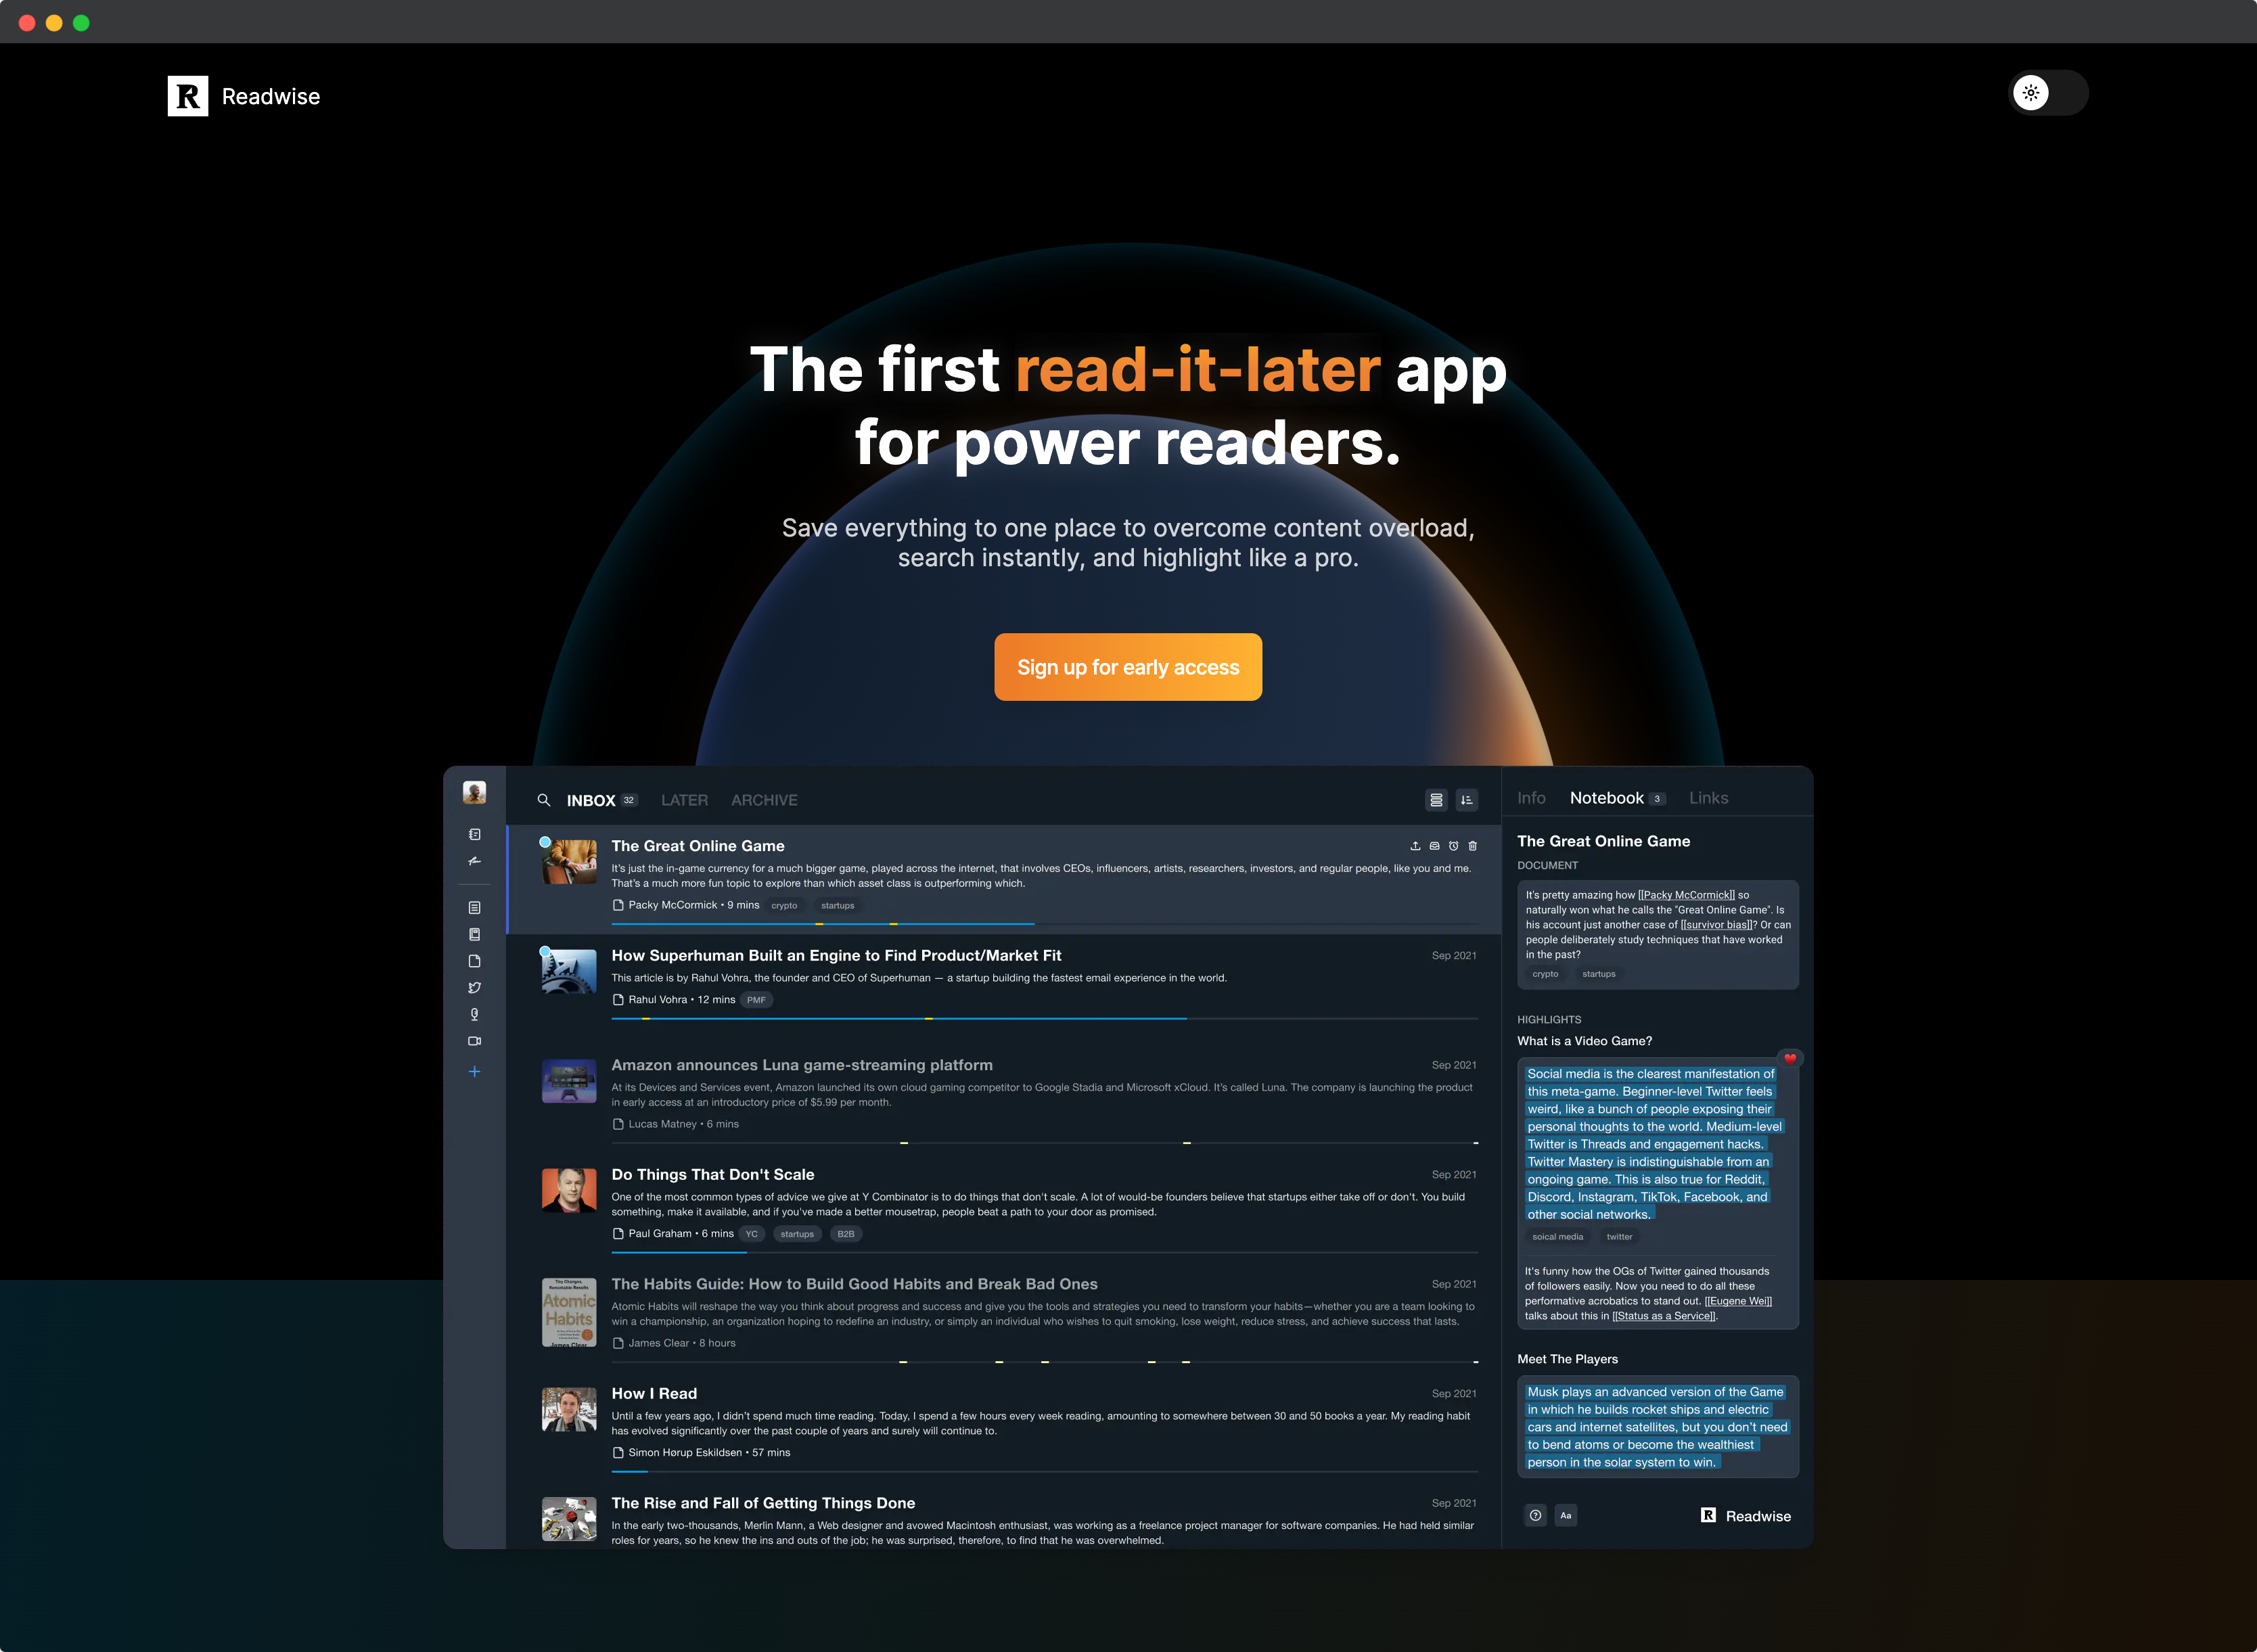 Readwise
The first read-it-later app
for power readers.
Save everything to one place to overcome content overload,
search instantly, and highlight like a pro.
Sign up for early access
INBOX 32 LATER ARCHIVE
The Great Online Game
It's just the in-game currency for a much bigger game, played across the internet, that involves CEOs, influencers, artists, researchers, investors, and regular people, like you and me.
That's a much more fun topic to explore than which asset class is outperforming which.
Packy McCormick • 9 mins crypto startups
How Superhuman Built an Engine to Find Product/Market Fit Sep 2021
This article is by Rahul Vohra, the founder and CEO of Superhuman — a startup building the fastest email experience in the world.
Rahul Vohra • 12 mins PMF
Amazon announces Luna game-streaming platform Sep 2021
At its Devices and Services event, Amazon launched its own cloud gaming competitor to Google Stadia and Microsoft xCloud. It's called Luna. The company is launching the product
in early access at an introductory price of $5.99 per month.
Lucas Matney • 6 mins
Do Things That Don't Scale Sep 2021
One of the most common types of advice we give at Y Combinator is to do things that don't scale. A lot of would-be founders believe that startups either take off or don't. You build
something, make it available, and if you've made a better mousetrap, people beat a path to your door as promised.
Paul Graham • 6 mins YC startups B2B
Tiny Changes,
Remarkable Results
Atomic
Habits
James Clear
The Habits Guide: How to Build Good Habits and Break Bad Ones Sep 2021
Atomic Habits will reshape the way you think about progress and success and give you the tools and strategies you need to transform your habits—whether you are a team looking to
win a championship, an organization hoping to redefine an industry, or simply an individual who wishes to quit smoking, lose weight, reduce stress, and achieve success that lasts.
James Clear • 8 hours
How I Read Sep 2021
Until a few years ago, I didn't spend much time reading. Today, I spend a few hours every week reading, amounting to somewhere between 30 and 50 books a year. My reading habit
has evolved significantly over the past couple of years and surely will continue to.
Simon Hørup Eskildsen • 57 mins
The Rise and Fall of Getting Things Done Sep 2021
In the early two-thousands, Merlin Mann, a Web designer and avowed Macintosh enthusiast, was working as a freelance project manager for software companies. He had held similar
roles for years, so he knew the ins and outs of the job; he was surprised, therefore, to find that he was overwhelmed.
Info Notebook 3 Links
The Great Online Game
DOCUMENT
It's pretty amazing how [[Packy McCormick]] so
naturally won what he calls the "Great Online Game". Is
his account just another case of [[survivor bias]]? Or can
people deliberately study techniques that have worked
in the past?
crypto startups
HIGHLIGHTS
What is a Video Game?
Social media is the clearest manifestation of
this meta-game. Beginner-level Twitter feels
weird, like a bunch of people exposing their
personal thoughts to the world. Medium-level
Twitter is Threads and engagement hacks.
Twitter Mastery is indistinguishable from an
ongoing game. This is also true for Reddit,
Discord, Instagram, TikTok, Facebook, and
other social networks.
soical media twitter
It's funny how the OGs of Twitter gained thousands
of followers easily. Now you need to do all these
performative acrobatics to stand out. [[Eugene Wei]]
talks about this in [[Status as a Service]].
Meet The Players
Musk plays an advanced version of the Game
in which he builds rocket ships and electric
cars and internet satellites, but you don't need
to bend atoms or become the wealthiest
person in the solar system to win.
Aa
Readwise